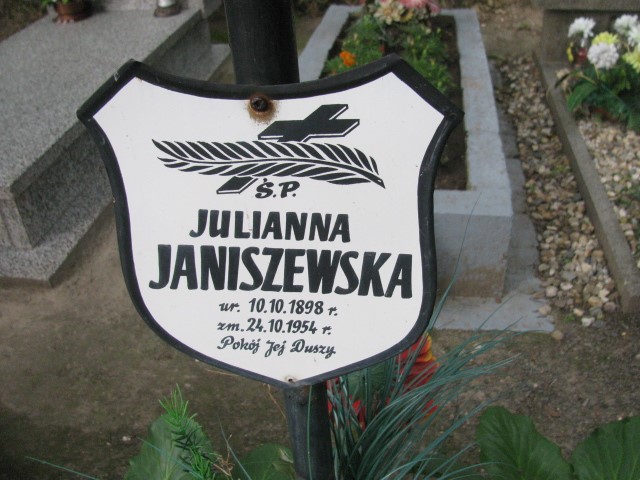 Ś.P.
JULIANNA
JANISZEWSKA
ur. 10.10.1898 r.
zm. 24.10.1954 r.
Pokój Jej Duszy.